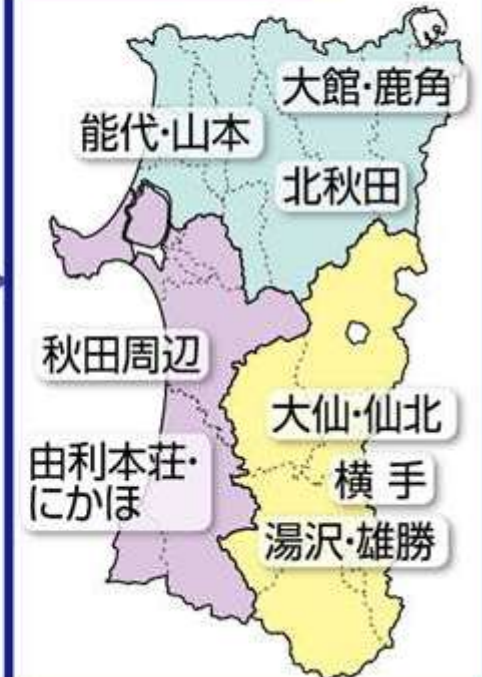 大館・鹿角
能代・山本
北秋田
秋田周辺
大仙・仙北
由利本荘・
にかほ
横 手
湯沢・雄勝